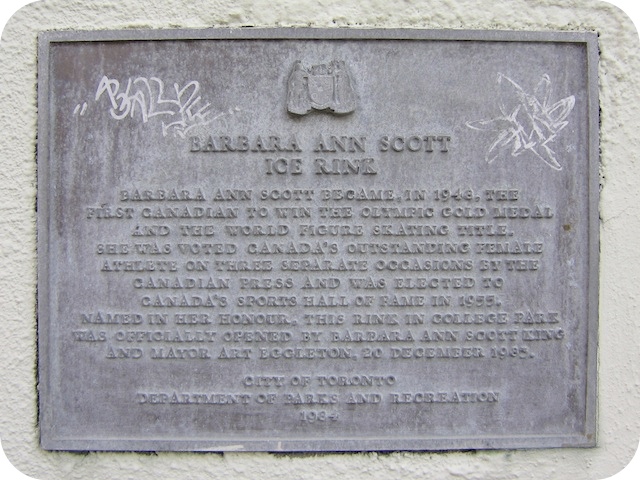 BARBARA ANN SCOTT
ICE RINK
BARBARA ANN SCOTT BECAME, IN 1948, THE
FIRST CANADIAN TO WIN THE OLYMPIC GOLD MEDAL
AND THE WORLD FIGURE SKATING TITLE.
SHE WAS VOTED CANADA'S OUTSTANDING FEMALE
ATHLETE ON THREE SEPARATE OCCASIONS BY THE
CANADIAN PRESS AND WAS ELECTED TO
CANADA'S SPORTS HALL OF FAME IN 1955.
NAMED IN HER HONOUR, THIS RINK IN COLLEGE PARK
WAS OFFICIALLY OPENED BY BARBARA ANN SCOTT KING
AND MAYOR ART EGGLETON, 20 DECEMBER 1985.
CITY OF TORONTO
DEPARTMENT OF PARKS AND RECREATION
1984